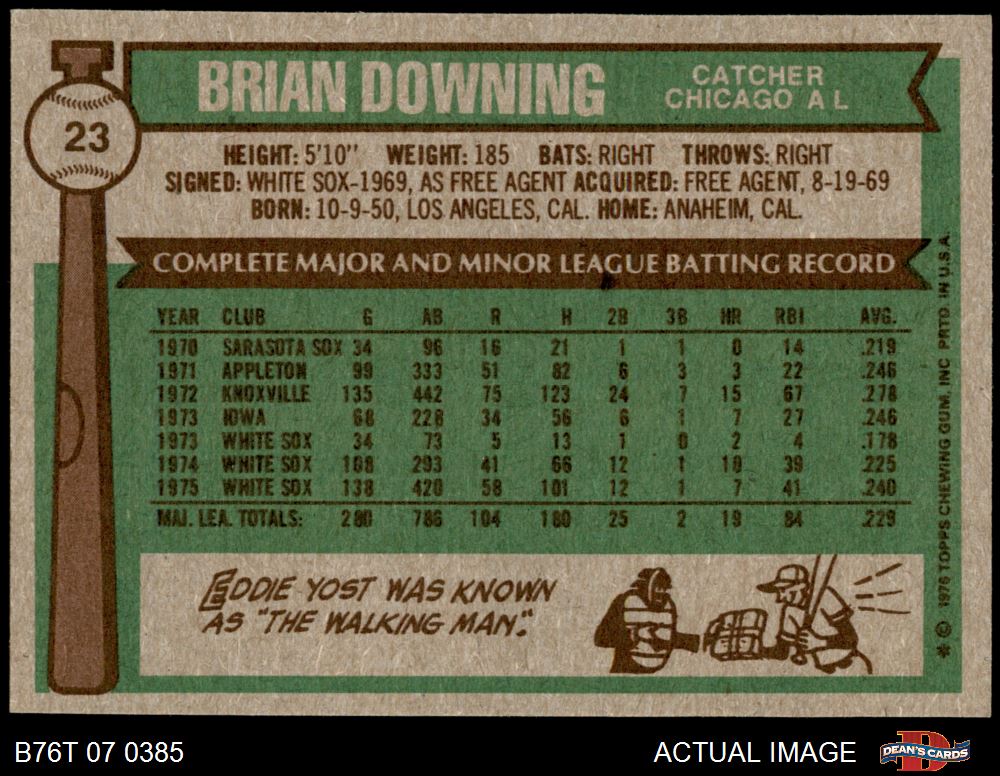 23
BRIAN DOWNING
CATCHER
CHICAGO A L
HEIGHT: 5'10" WEIGHT: 185 BATS: RIGHT THROWS: RIGHT
SIGNED: WHITE SOX-1969, AS FREE AGENT ACQUIRED: FREE AGENT, 8-19-69
BORN: 10-9-50, LOS ANGELES, CAL. HOME: ANAHEIM, CAL.
COMPLETE MAJOR AND MINOR LEAGUE BATTING RECORD
YEAR CLUB G AB R H 2B 3B HR RBI AVG.
1970 SARASOTA SOX 34 96 16 21 1 1 0 14 .219
1971 APPLETON 99 333 51 82 6 3 3 22 .246
1972 KNOXVILLE 135 442 75 123 24 7 15 67 .278
1973 IOWA 68 228 34 56 6 1 7 27 .246
1973 WHITE SOX 34 73 5 13 1 0 2 4 .178
1974 WHITE SOX 108 293 41 66 12 1 10 39 .225
1975 WHITE SOX 138 420 58 101 12 1 7 41 .240
MAJ. LEA. TOTALS: 280 786 104 180 25 2 19 84 .229
EDDIE YOST WAS KNOWN
AS "THE WALKING MAN."
* © 1976 TOPPS CHEWING GUM, INC PRTD. IN U.S.A.
B76T 07 0385
ACTUAL IMAGE
D
DEAN'S CARDS